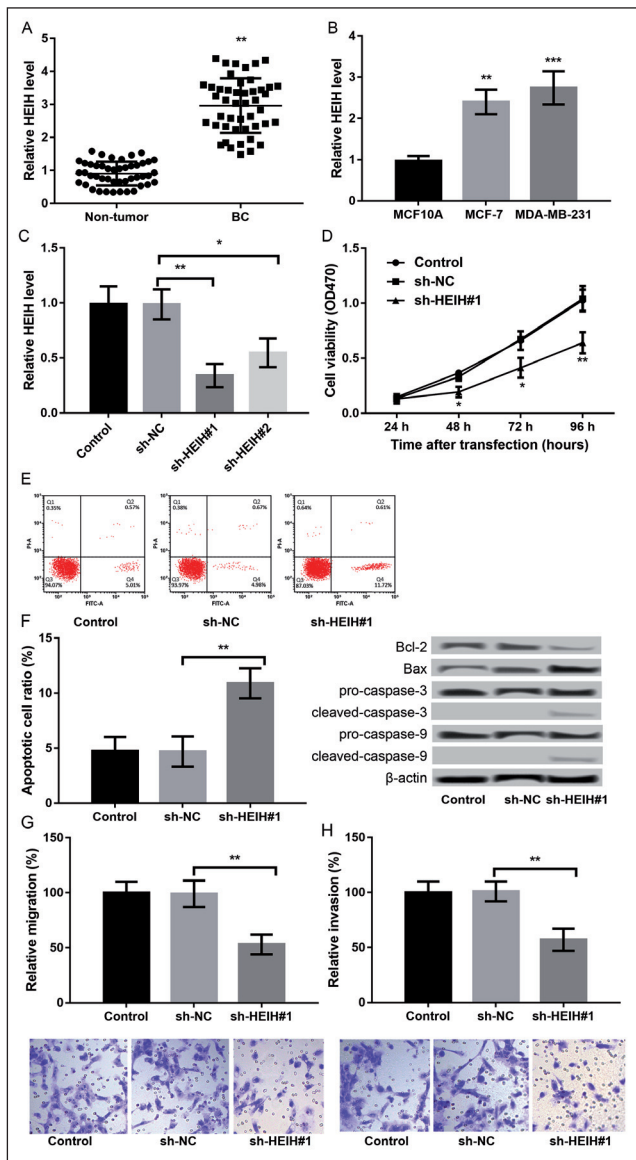 A
Relative HEIH level
5
4
3
2
1
0
**
Non-tumor
BC
B
Relative HEIH level
4
3
2
1
0
**
***
MCF10A
MCF-7
MDA-MB-231
C
Relative HEIH level
1.5
1.0
0.5
0.0
*
**
Control
sh-NC
sh-HEIH#1
sh-HEIH#2
D
Cell viability (OD470)
1.5
1.0
0.5
0.0
Control
sh-NC
sh-HEIH#1
*
*
**
24 h
48 h
72 h
96 h
Time after transfection (hours)
E
Q1
0.35%
Q2
0.57%
Q3
94.07%
Q4
5.01%
PI-A
FITC-A
Control
Q1
0.38%
Q2
0.67%
Q3
93.97%
Q4
4.98%
PI-A
FITC-A
sh-NC
Q1
0.64%
Q2
0.61%
Q3
87.03%
Q4
11.72%
PI-A
FITC-A
sh-HEIH#1
F
Apoptotic cell ratio (%)
15
10
5
0
**
Control
sh-NC
sh-HEIH#1
Bcl-2
Bax
pro-caspase-3
cleaved-caspase-3
pro-caspase-9
cleaved-caspase-9
β-actin
Control
sh-NC
sh-HEIH#1
G
Relative migration (%)
150
100
50
0
**
Control
sh-NC
sh-HEIH#1
H
Relative invasion (%)
150
100
50
0
**
Control
sh-NC
sh-HEIH#1
Control
sh-NC
sh-HEIH#1
Control
sh-NC
sh-HEIH#1